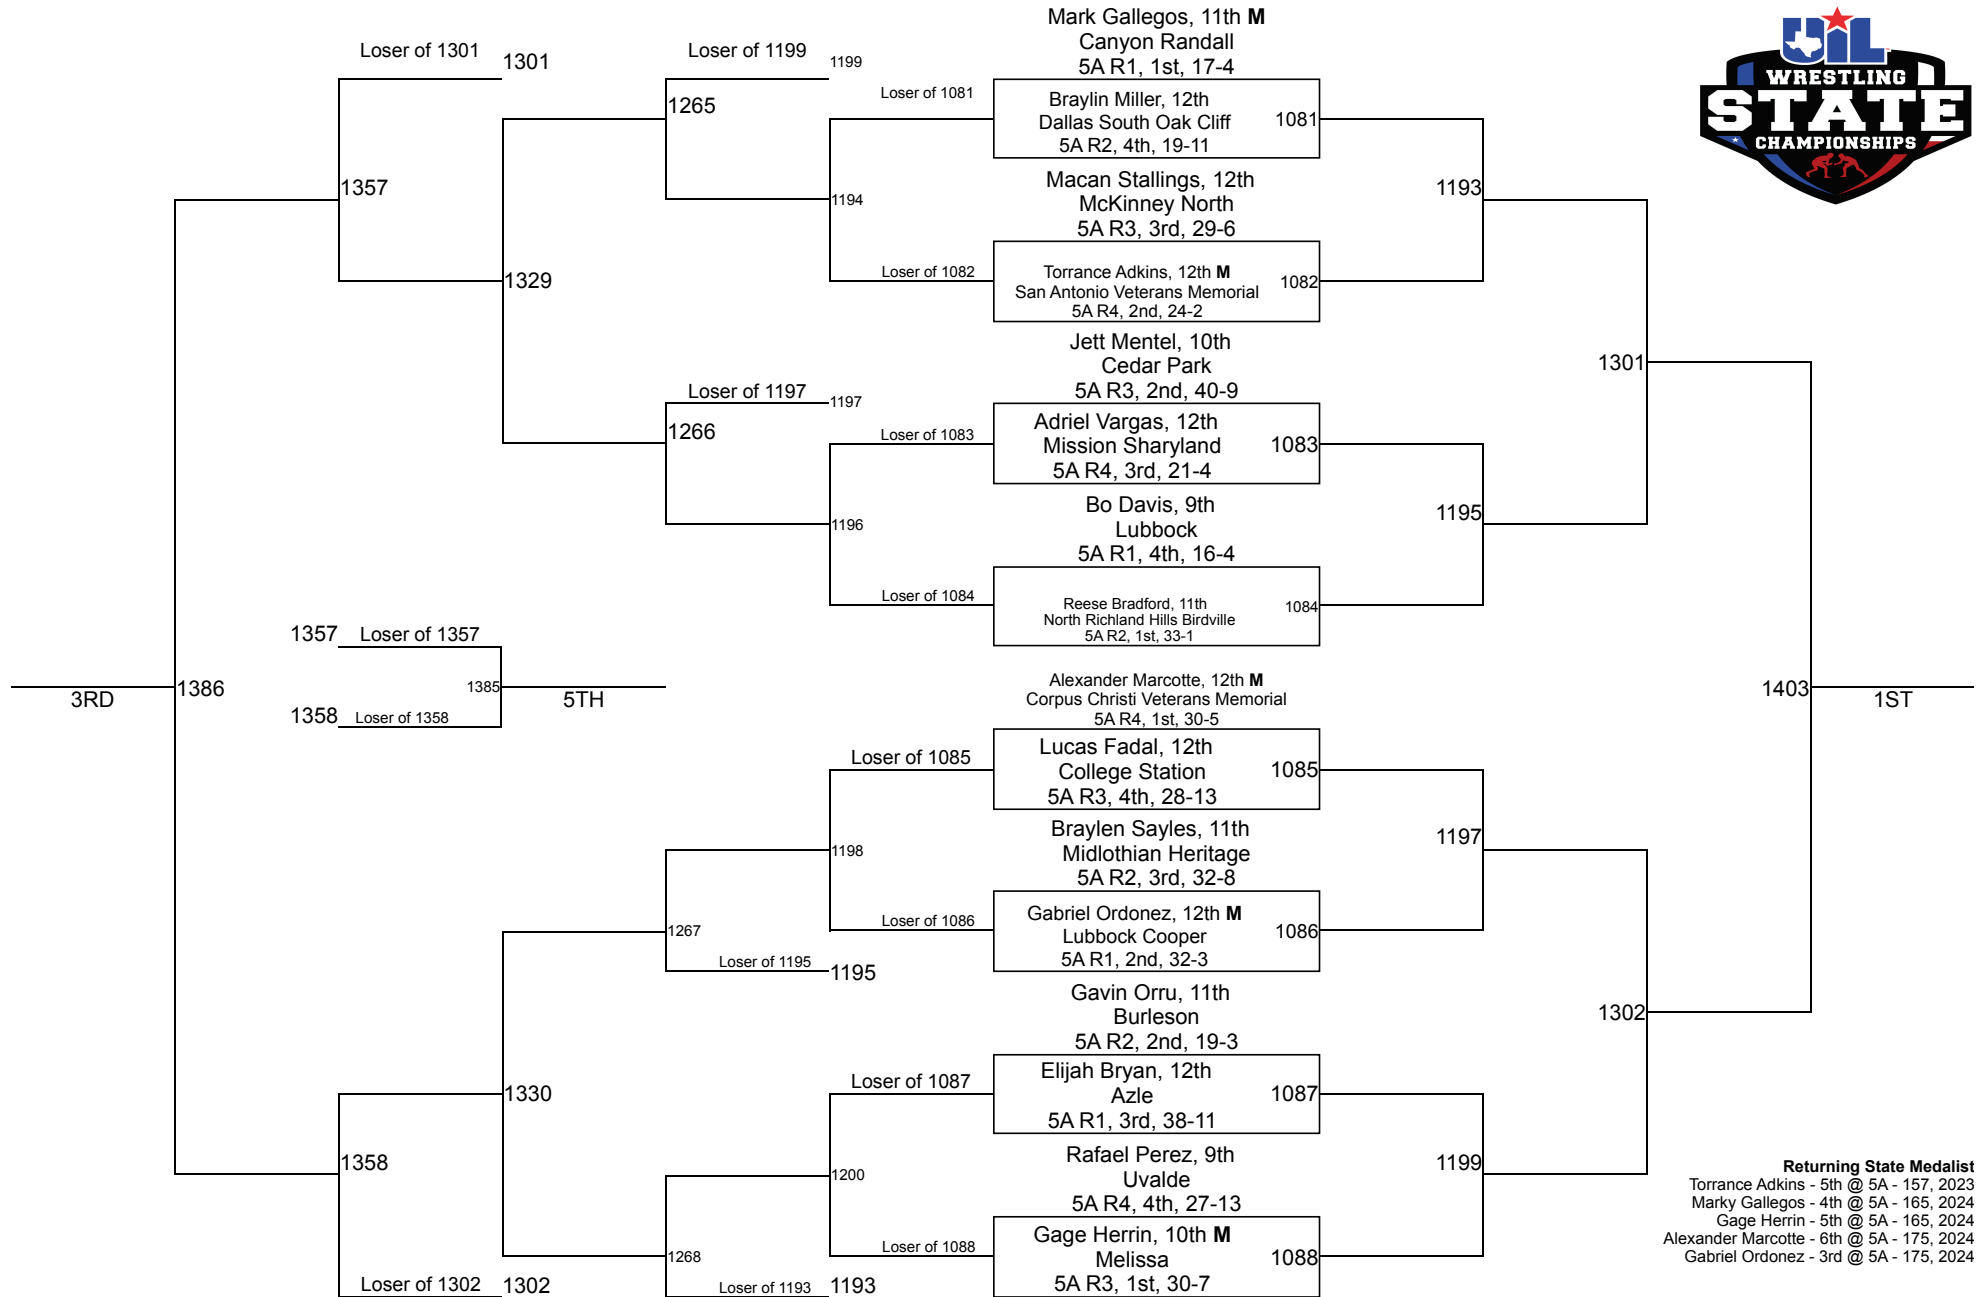 UIL
WRESTLING
STATE
CHAMPIONSHIPS
Mark Gallegos, 11th M
Canyon Randall
5A R1, 1st, 17-4
Braylin Miller, 12th
Dallas South Oak Cliff
5A R2, 4th, 19-11
1081
Macan Stallings, 12th
McKinney North
5A R3, 3rd, 29-6
Torrance Adkins, 12th M
San Antonio Veterans Memorial
5A R4, 2nd, 24-2
1082
Jett Mentel, 10th
Cedar Park
5A R3, 2nd, 40-9
Adriel Vargas, 12th
Mission Sharyland
5A R4, 3rd, 21-4
1083
Bo Davis, 9th
Lubbock
5A R1, 4th, 16-4
Reese Bradford, 11th
North Richland Hills Birdville
5A R2, 1st, 33-1
1084
Alexander Marcotte, 12th M
Corpus Christi Veterans Memorial
5A R4, 1st, 30-5
Lucas Fadal, 12th
College Station
5A R3, 4th, 28-13
1085
Braylen Sayles, 11th
Midlothian Heritage
5A R2, 3rd, 32-8
Gabriel Ordonez, 12th M
Lubbock Cooper
5A R1, 2nd, 32-3
1086
Gavin Orru, 11th
Burleson
5A R2, 2nd, 19-3
Elijah Bryan, 12th
Azle
5A R1, 3rd, 38-11
1087
Rafael Perez, 9th
Uvalde
5A R4, 4th, 27-13
Gage Herrin, 10th M
Melissa
5A R3, 1st, 30-7
1088
1193
1195
1197
1199
1301
1302
1403
1ST
Loser of 1081
Loser of 1082
Loser of 1083
Loser of 1084
Loser of 1085
Loser of 1086
Loser of 1087
Loser of 1088
Loser of 1199
1199
1194
Loser of 1197
1197
1196
1198
Loser of 1195
1195
1200
Loser of 1193
1193
1265
1266
1267
1268
Loser of 1301
1301
1329
1330
Loser of 1302
1302
1357
1358
1357
Loser of 1357
1358
Loser of 1358
1385
5TH
1386
3RD
Returning State Medalist
Torrance Adkins - 5th @ 5A - 157, 2023
Marky Gallegos - 4th @ 5A - 165, 2024
Gage Herrin - 5th @ 5A - 165, 2024
Alexander Marcotte - 6th @ 5A - 175, 2024
Gabriel Ordonez - 3rd @ 5A - 175, 2024